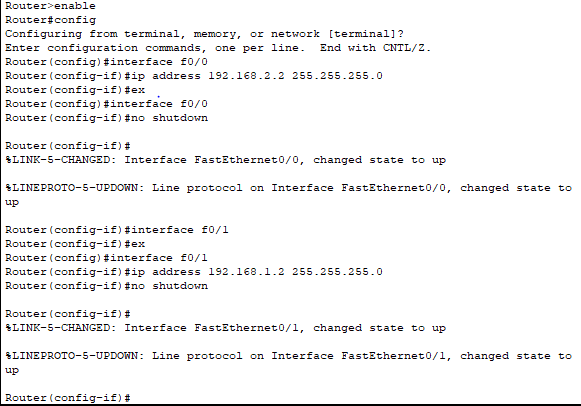 Router>enable
Router#config
Configuring from terminal, memory, or network [terminal]?
Enter configuration commands, one per line.  End with CNTL/Z.
Router(config)#interface f0/0
Router(config-if)#ip address 192.168.2.2 255.255.255.0
Router(config-if)#ex
Router(config)#interface f0/0
Router(config-if)#no shutdown

Router(config-if)#
%LINK-5-CHANGED: Interface FastEthernet0/0, changed state to up

%LINEPROTO-5-UPDOWN: Line protocol on Interface FastEthernet0/0, changed state to
up

Router(config-if)#interface f0/1
Router(config-if)#ex
Router(config)#interface f0/1
Router(config-if)#ip address 192.168.1.2 255.255.255.0
Router(config-if)#no shutdown

Router(config-if)#
%LINK-5-CHANGED: Interface FastEthernet0/1, changed state to up

%LINEPROTO-5-UPDOWN: Line protocol on Interface FastEthernet0/1, changed state to
up

Router(config-if)#